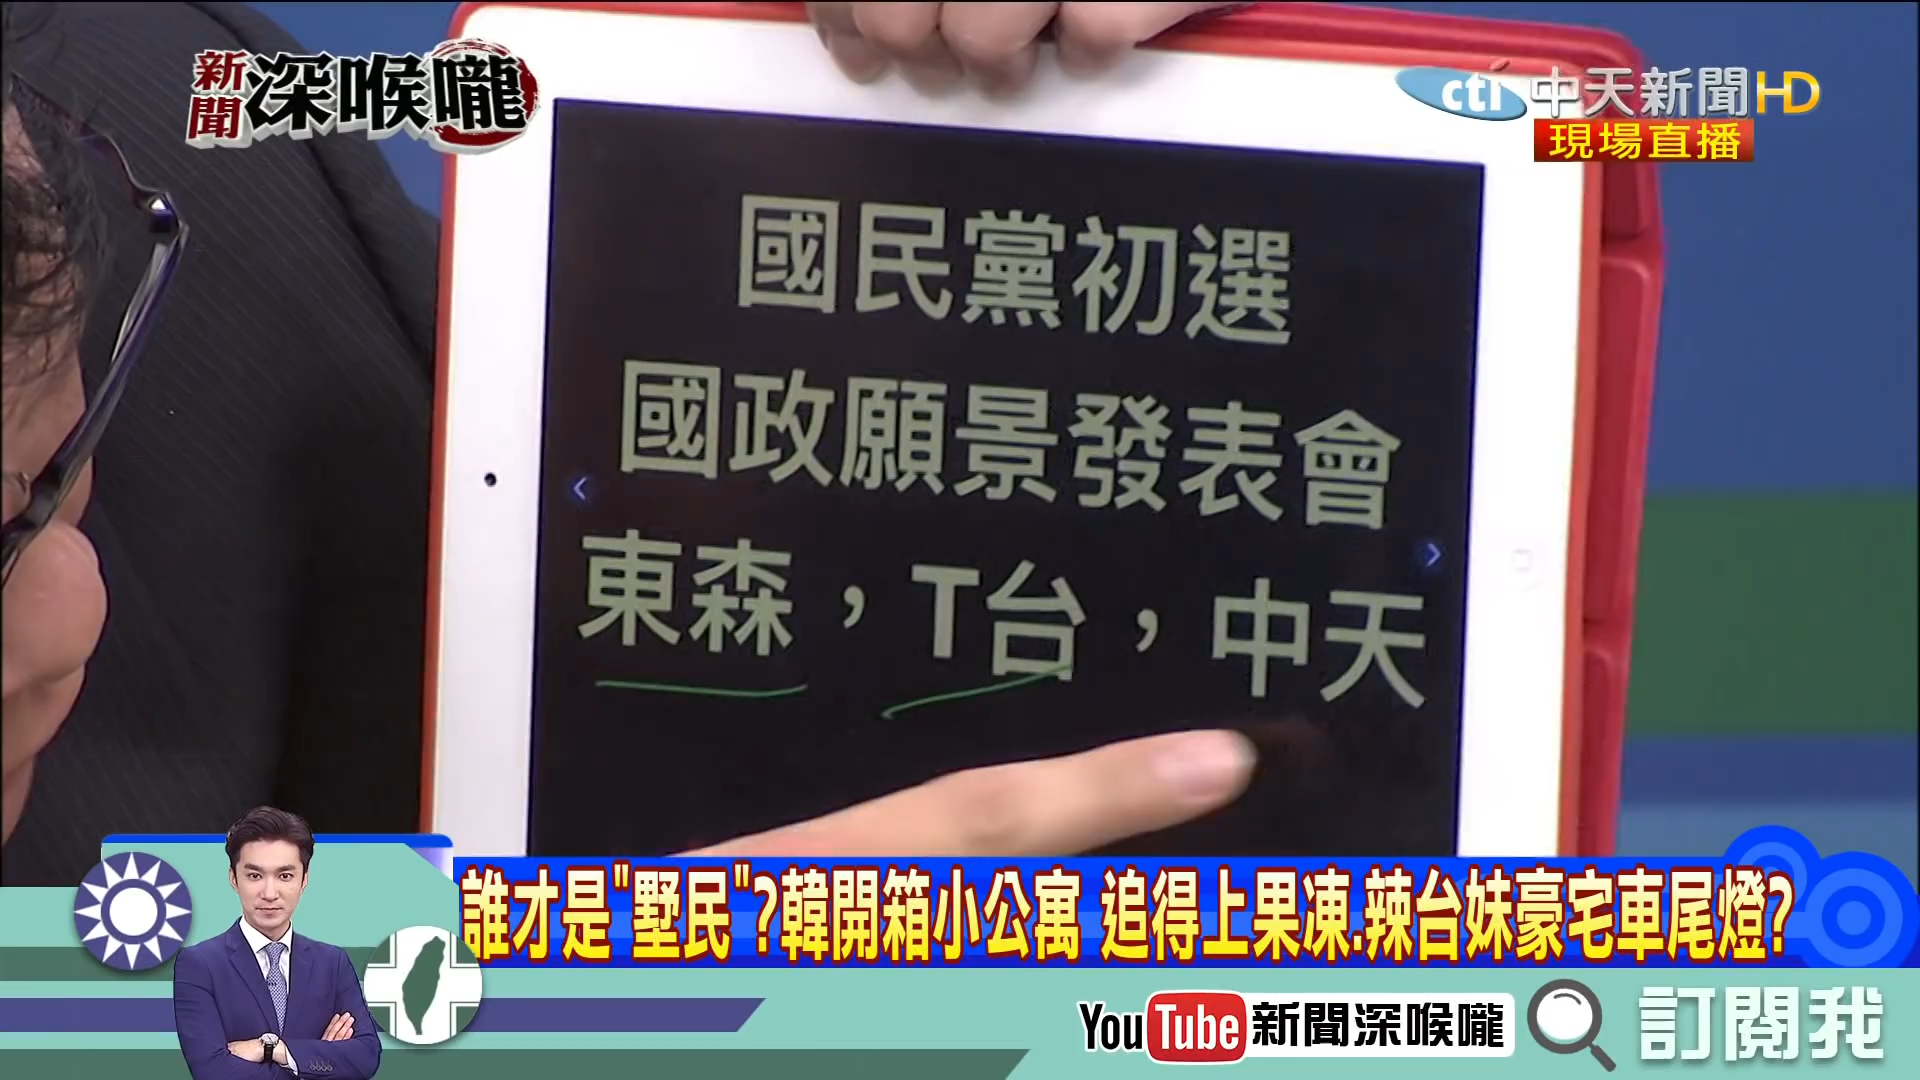 新聞深喉嚨
cti 中天新聞HD
現場直播
國民黨初選
國政願景發表會
東森，T台，中天
誰才是"墅民"?韓開箱小公寓 追得上果凍.辣台妹豪宅車尾燈?
YouTube 新聞深喉嚨 訂閱我